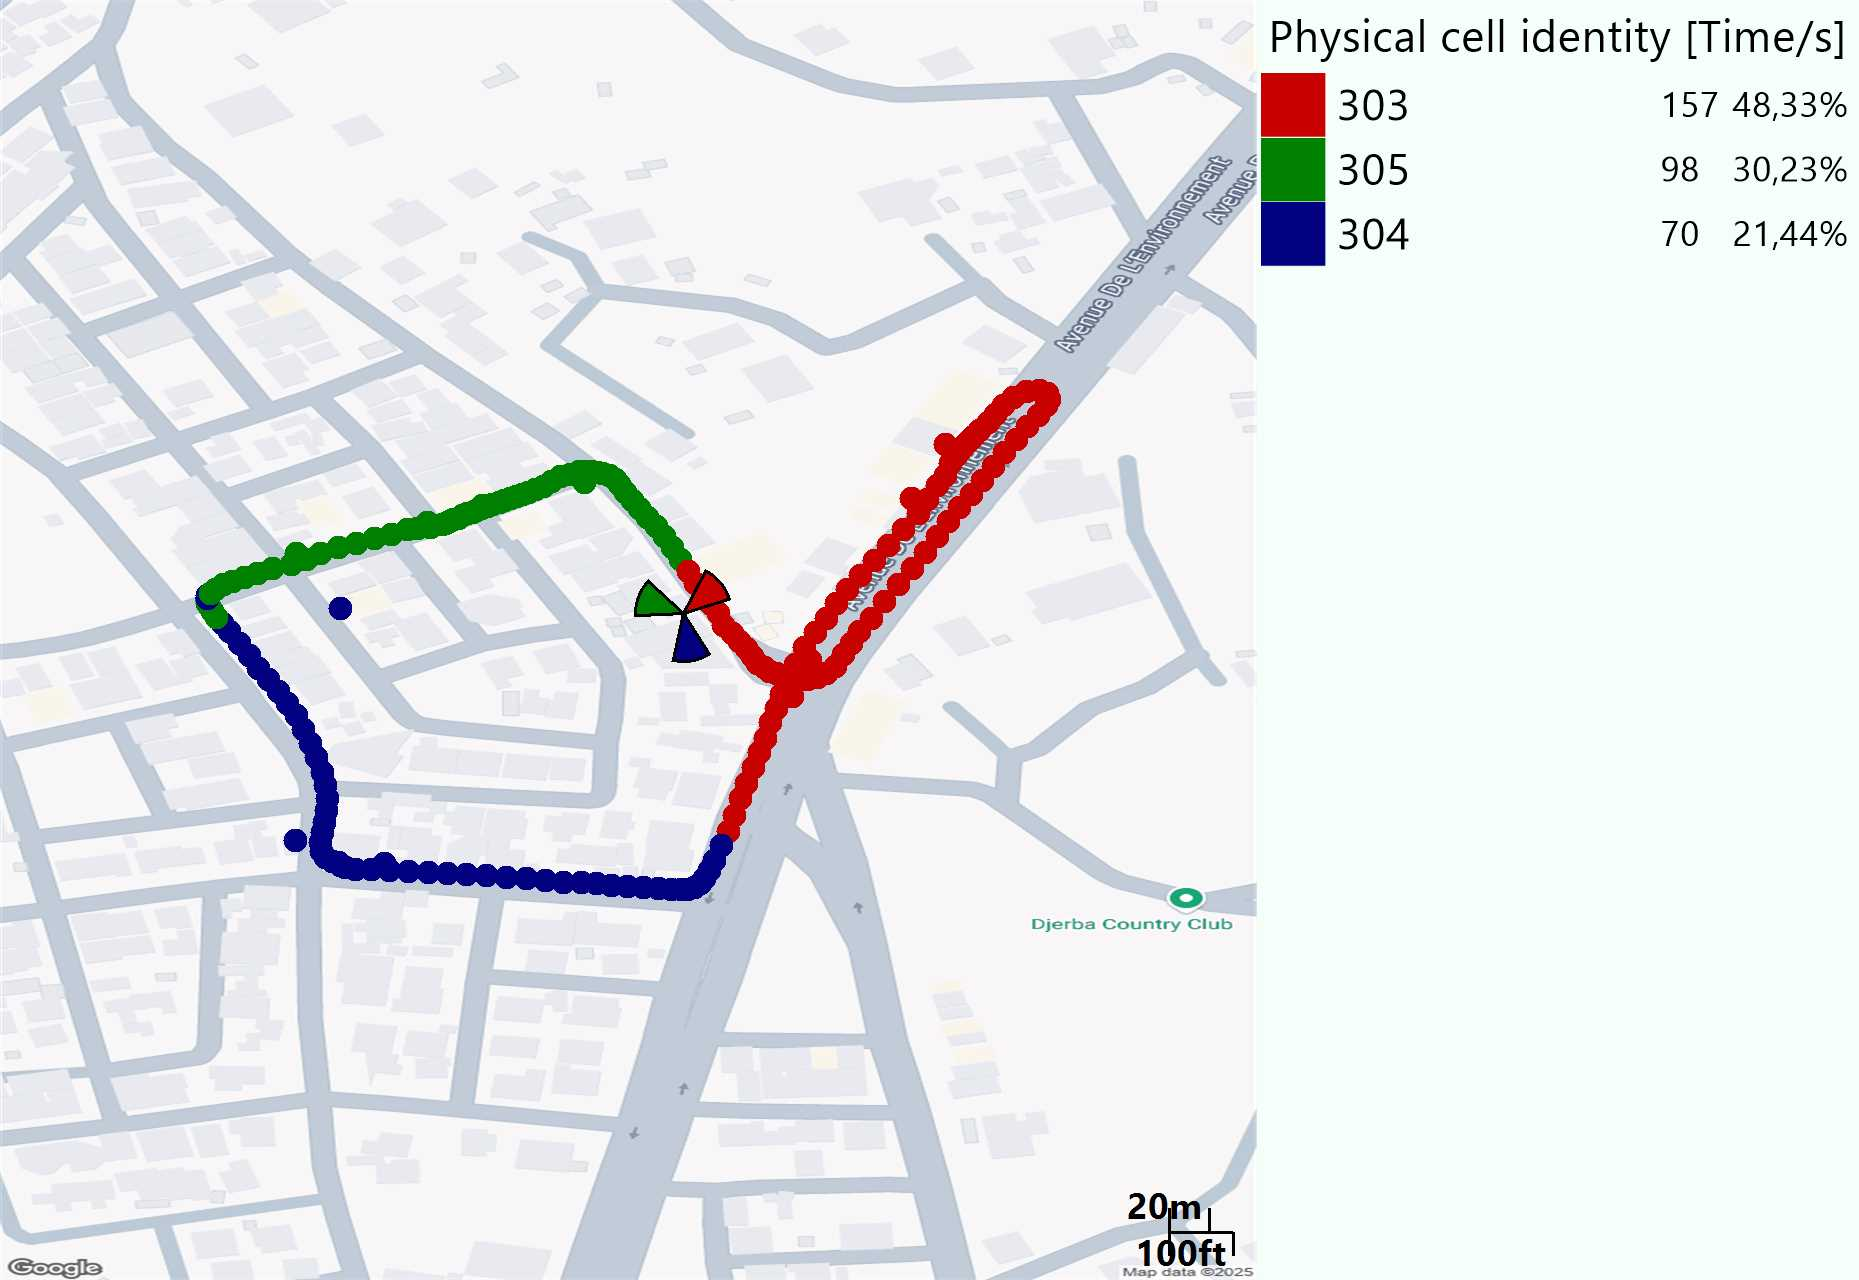 Physical cell identity [Time/s]
303 157 48,33%
305 98 30,23%
304 70 21,44%
Avenue De L'Environnement
Avenue
Djerba Country Club
20m
100ft
Google
Map data ©2025